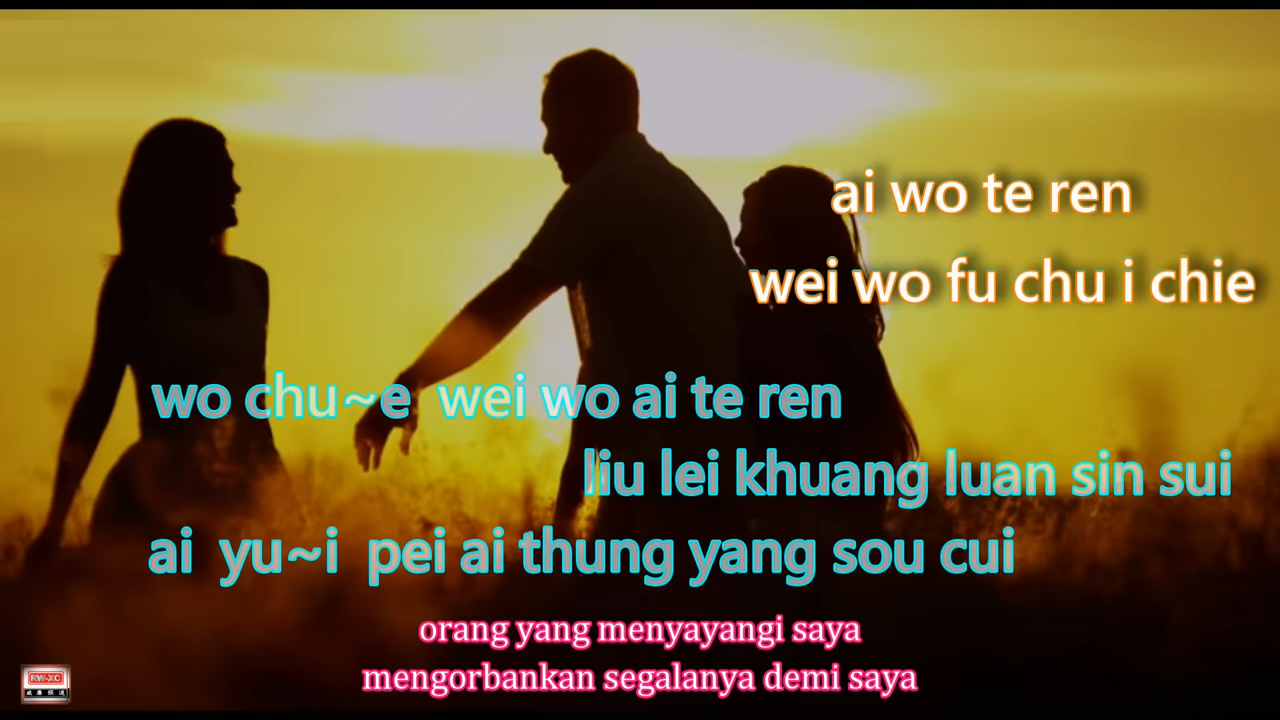 ai wo te ren
wei wo fu chu i chie
wo chu~e wei wo ai te ren
liu lei khuang luan sin sui
ai yu~i pei ai thung yang sou cui
orang yang menyayangi saya
mengorbankan segalanya demi saya
RW-XC